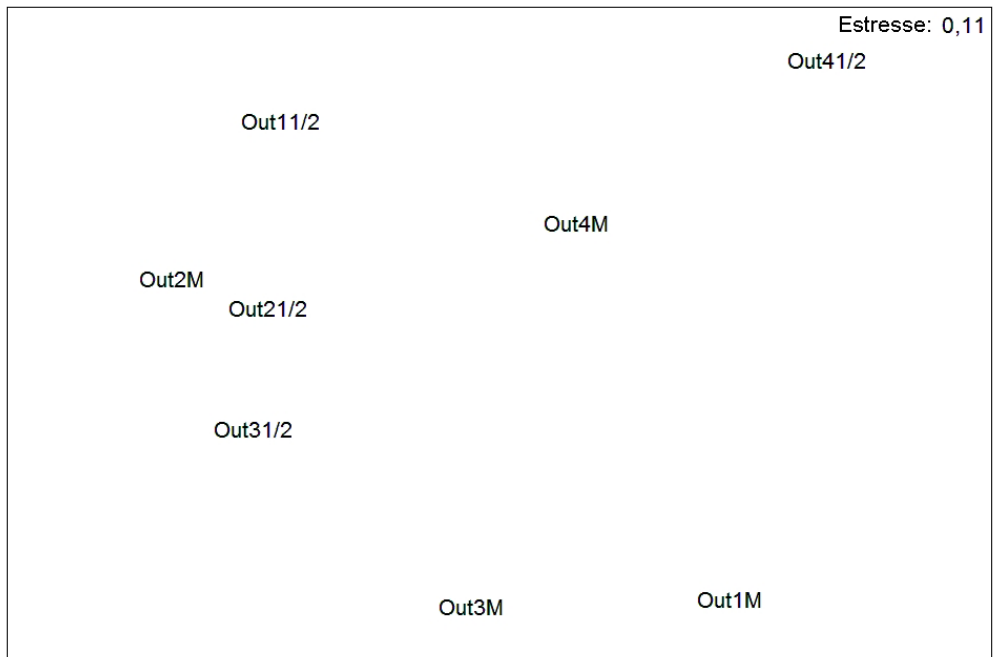 Estresse: 0,11
Out41/2
Out11/2
Out4M
Out2M
Out21/2
Out31/2
Out1M
Out3M